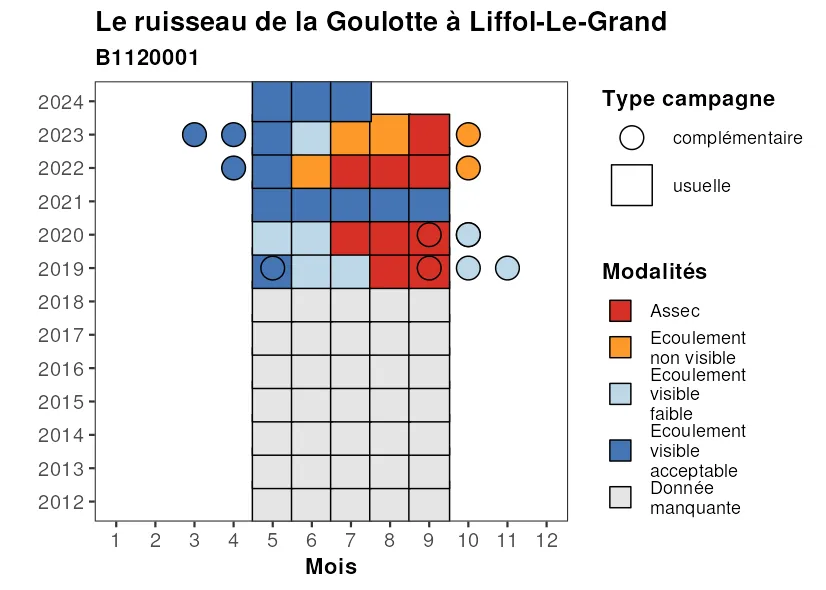 Le ruisseau de la Goulotte à Liffol-Le-Grand
B1120001
2024
2023
2022
2021
2020
2019
2018
2017
2016
2015
2014
2013
2012
1 2 3 4 5 6 7 8 9 10 11 12
Mois
Type campagne
complémentaire
usuelle
Modalités
Assec
Ecoulement
non visible
Ecoulement
visible
faible
Ecoulement
visible
acceptable
Donnée
manquante